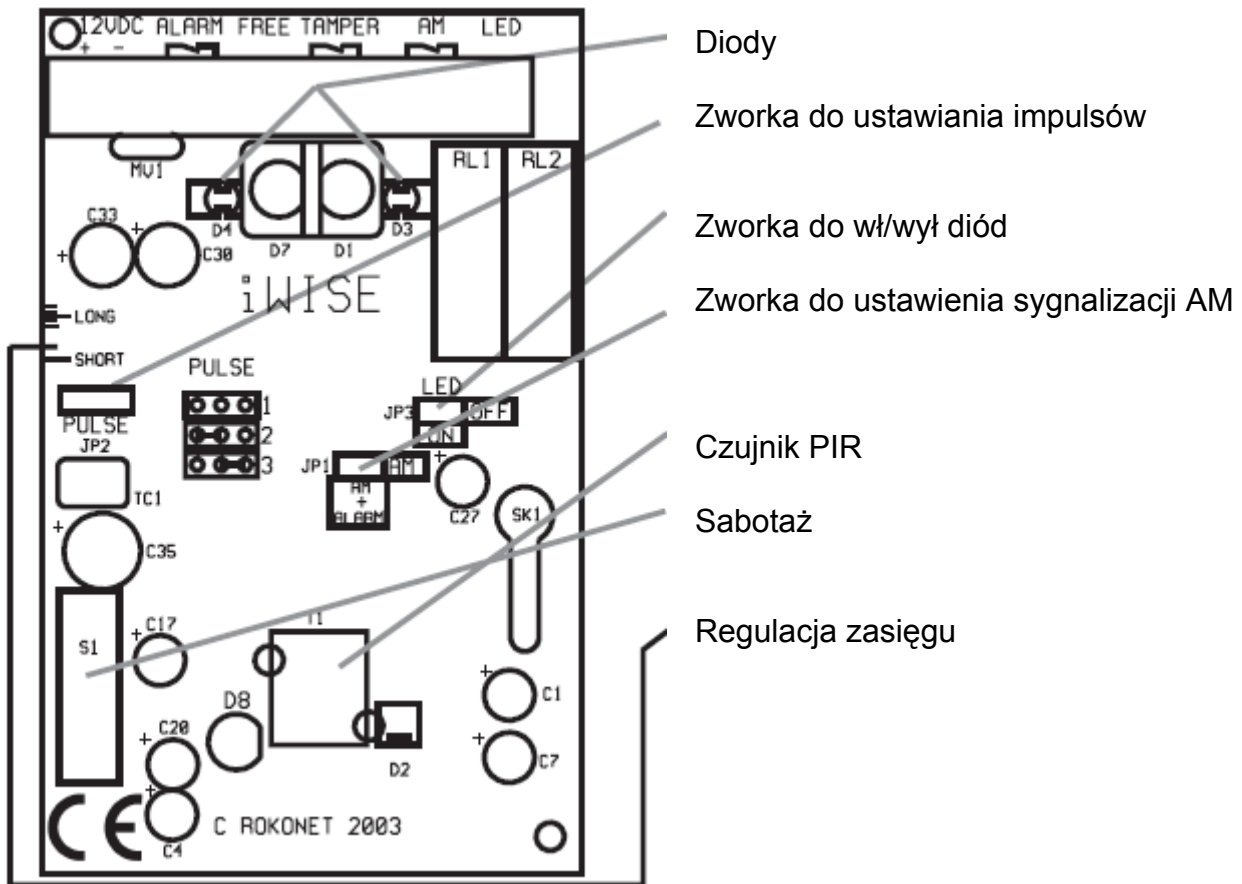 12VDC ALARM FREE TAMPER AM LED
+ -
MV1
RL1 RL2
C33
+
+
C30
D4 D7 D1 D3
iWISE
LONG
SHORT
PULSE
1
2
3
PULSE
JP2
LED
JP3 OFF
ON
JP1 AM
AM
+
ALARM
+
C27
SK1
TC1
+
C35
S1
+
C17
T1
D8
+
C20
+
C4
D2
+
C1
+
C7
CE
C ROKONET 2003
Diody
Zworka do ustawiania impulsów
Zworka do wł/wył diód
Zworka do ustawienia sygnalizacji AM
Czujnik PIR
Sabotaż
Regulacja zasięgu